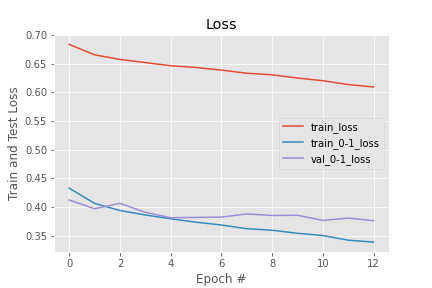 Loss
Train and Test Loss
0.70
0.65
0.60
0.55
0.50
0.45
0.40
0.35
train_loss
train_0-1_loss
val_0-1_loss
0 2 4 6 8 10 12
Epoch #